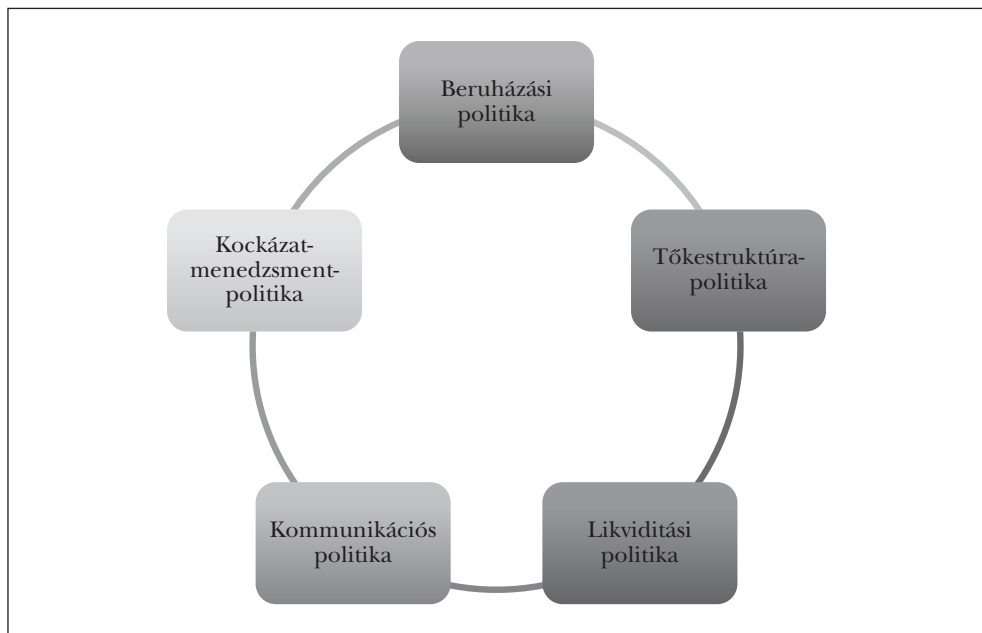 Beruházási
politika
Tőkestruktúra-
politika
Likviditási
politika
Kommunikációs
politika
Kockázat-
menedzsment-
politika